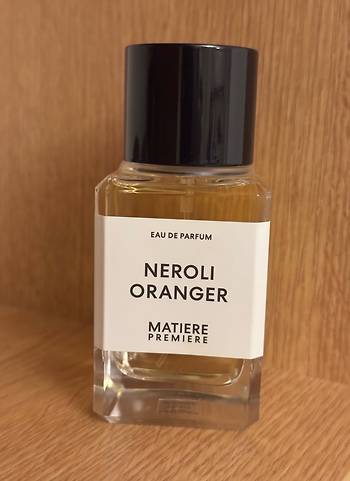 EAU DE PARFUM
NEROLI
ORANGER
MATIERE
PREMIERE